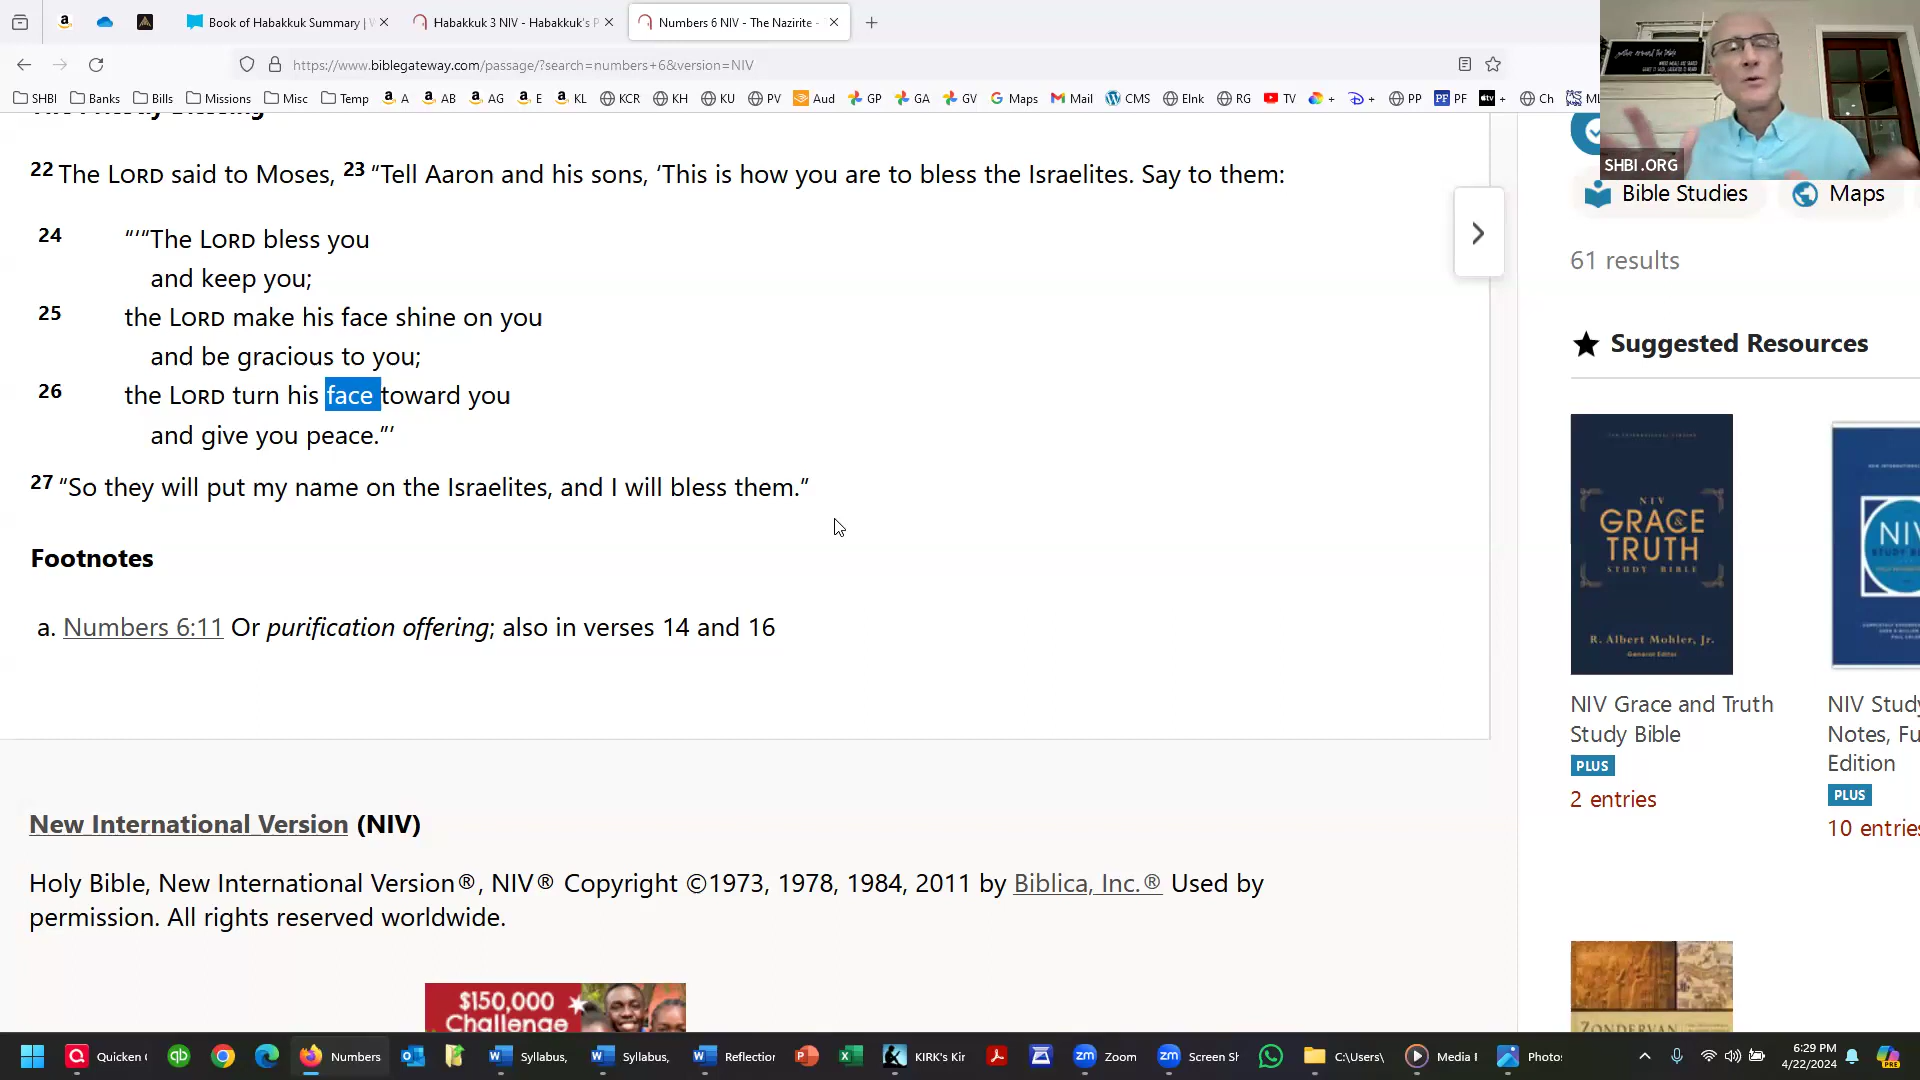 Book of Habakkuk Summary |
Habakkuk 3 NIV - Habakkuk's P
Numbers 6 NIV - The Nazirite -
https://www.biblegateway.com/passage/?search=numbers+6&version=NIV
SHBI Banks Bills Missions Misc Temp A AB AG E KL KCR KH KU PV Aud GP GA GV Maps Mail CMS EInk RG TV + + PP PF + Ch ML
SHBI.ORG
22 The LORD said to Moses, 23 “Tell Aaron and his sons, ‘This is how you are to bless the Israelites. Say to them:
24 “‘“The LORD bless you
and keep you;
25 the LORD make his face shine on you
and be gracious to you;
26 the LORD turn his face toward you
and give you peace.”’
27 “So they will put my name on the Israelites, and I will bless them.”
Footnotes
a. Numbers 6:11 Or purification offering; also in verses 14 and 16
New International Version (NIV)
Holy Bible, New International Version®, NIV® Copyright ©1973, 1978, 1984, 2011 by Biblica, Inc.® Used by
permission. All rights reserved worldwide.
$150,000
Challenge
Bible Studies Maps
61 results
Suggested Resources
NIV
GRACE &
TRUTH
STUDY BIBLE
R. Albert Mohler, Jr.
General Editor
NIV Grace and Truth
Study Bible
PLUS
2 entries
NIV Study
Notes, Fu
Edition
PLUS
10 entries
ZONDERVAN
Quicken Numbers Syllabus, Syllabus, Reflection KIRK's Kir Zoom Screen Sh C:\Users\ Media Photos
6:29 PM
4/22/2024